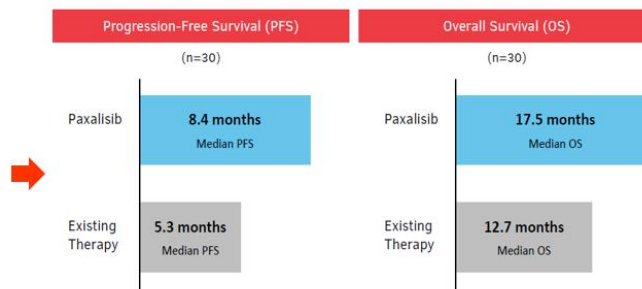 Progression-Free Survival (PFS)
(n=30)
Paxalisib
8.4 months
Median PFS
Existing
Therapy
5.3 months
Median PFS
Overall Survival (OS)
(n=30)
Paxalisib
17.5 months
Median OS
Existing
Therapy
12.7 months
Median OS